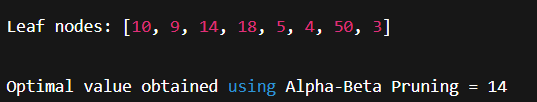 Leaf nodes: [10, 9, 14, 18, 5, 4, 50, 3]
Optimal value obtained using Alpha-Beta Pruning = 14